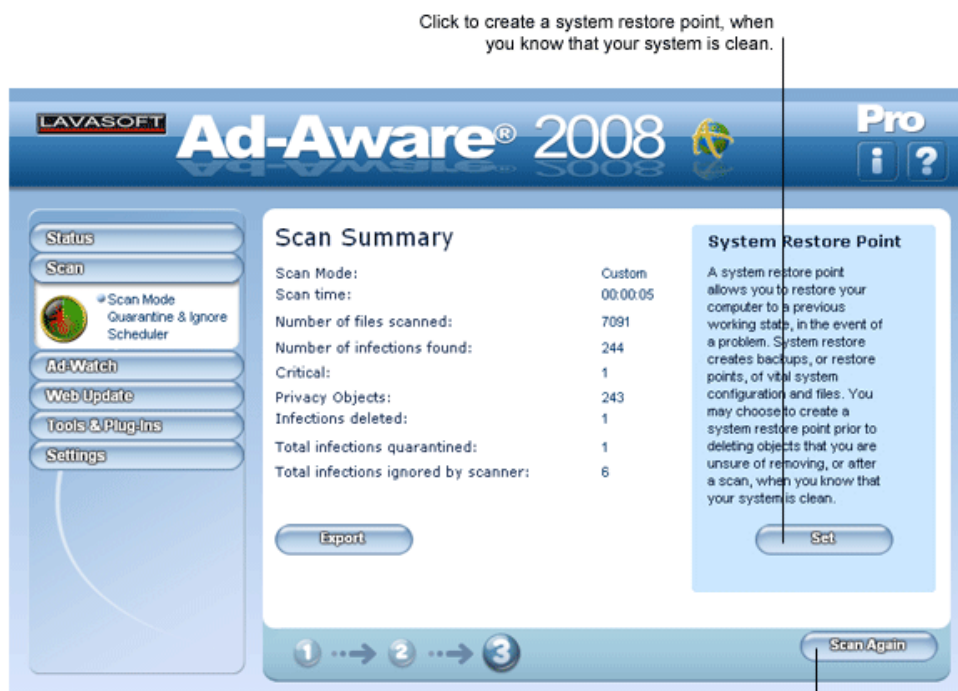 Click to create a system restore point, when
you know that your system is clean.
LAVASOFT
Ad-Aware® 2008
Pro
i ?
Status
Scan
Scan Mode
Quarantine & Ignore
Scheduler
Ad-Watch
Web Update
Tools & Plug-Ins
Settings
Scan Summary
Scan Mode: Custom
Scan time: 00:00:05
Number of files scanned: 7091
Number of infections found: 244
Critical: 1
Privacy Objects: 243
Infections deleted: 1
Total infections quarantined: 1
Total infections ignored by scanner: 6
Export
System Restore Point
A system restore point
allows you to restore your
computer to a previous
working state, in the event of
a problem. System restore
creates backups, or restore
points, of vital system
configuration and files. You
may choose to create a
system restore point prior to
deleting objects that you are
unsure of removing, or after
a scan, when you know that
your system is clean.
Set
1 2 3
Scan Again